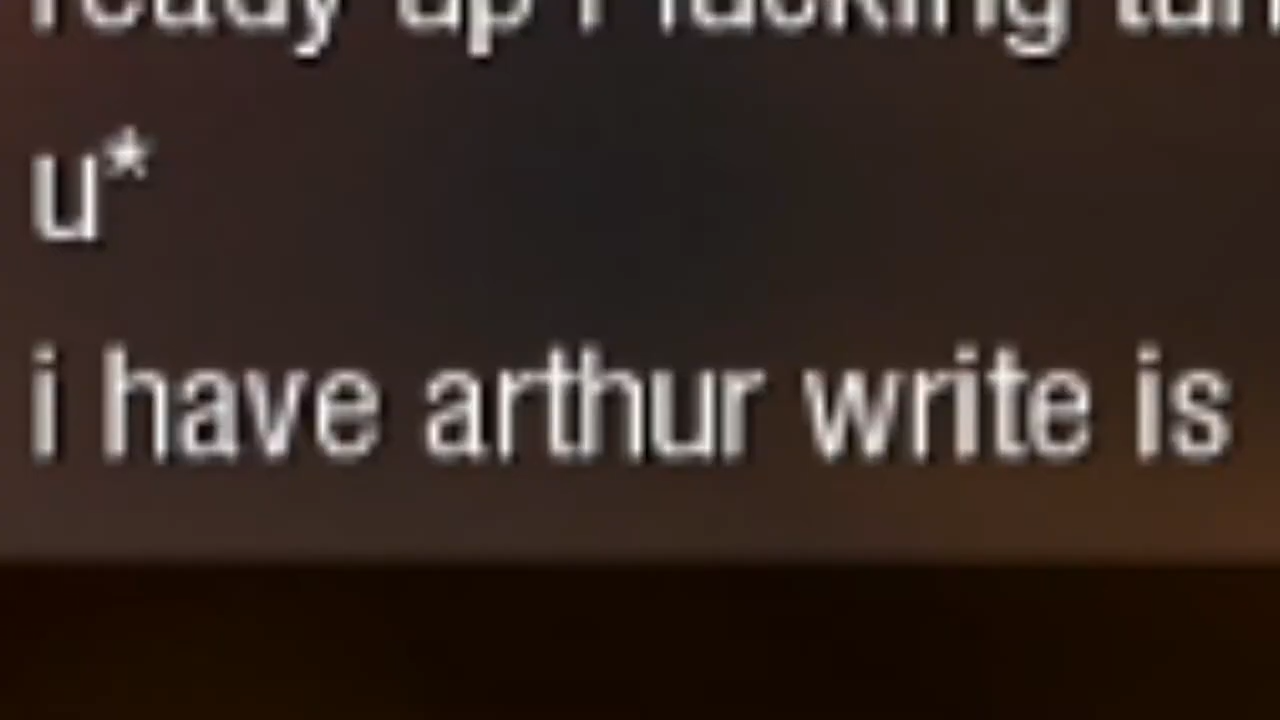 ready up i fucking
u*
i have arthur write is